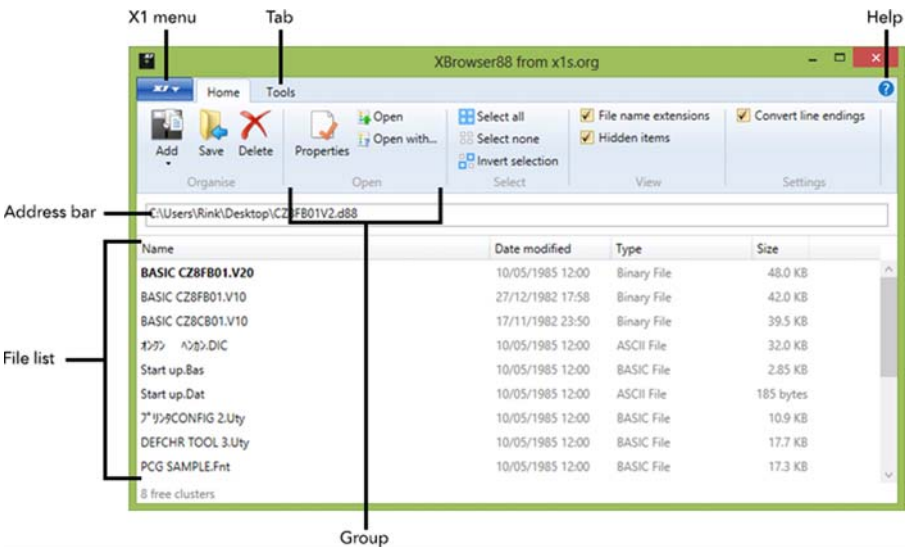 X1 menu
Tab
Help
XBrowser88 from x1s.org
X1
Home
Tools
Add
Save
Delete
Properties
Open
Open with...
Select all
Select none
Invert selection
File name extensions
Hidden items
Convert line endings
Organise
Open
Select
View
Settings
Address bar
C:\Users\Rink\Desktop\CZ8FB01V2.d88
Name Date modified Type Size
BASIC CZ8FB01.V20 10/05/1985 12:00 Binary File 48.0 KB
BASIC CZ8FB01.V10 27/12/1982 17:58 Binary File 42.0 KB
BASIC CZ8CB01.V10 17/11/1982 23:50 Binary File 39.5 KB
オンクン ヘンカン.DIC 10/05/1985 12:00 ASCII File 32.0 KB
File list
Start up.Bas 10/05/1985 12:00 BASIC File 2.85 KB
Start up.Dat 10/05/1985 12:00 ASCII File 185 bytes
プリンタCONFIG 2.Uty 10/05/1985 12:00 BASIC File 10.9 KB
DEFCHR TOOL 3.Uty 10/05/1985 12:00 BASIC File 17.7 KB
PCG SAMPLE.Fnt 10/05/1985 12:00 BASIC File 17.3 KB
8 free clusters
Group